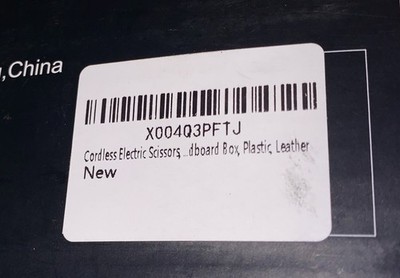 ,China
X004Q3PFTJ
Cordless Electric Scissors, ...dboard Box, Plastic, Leather
New